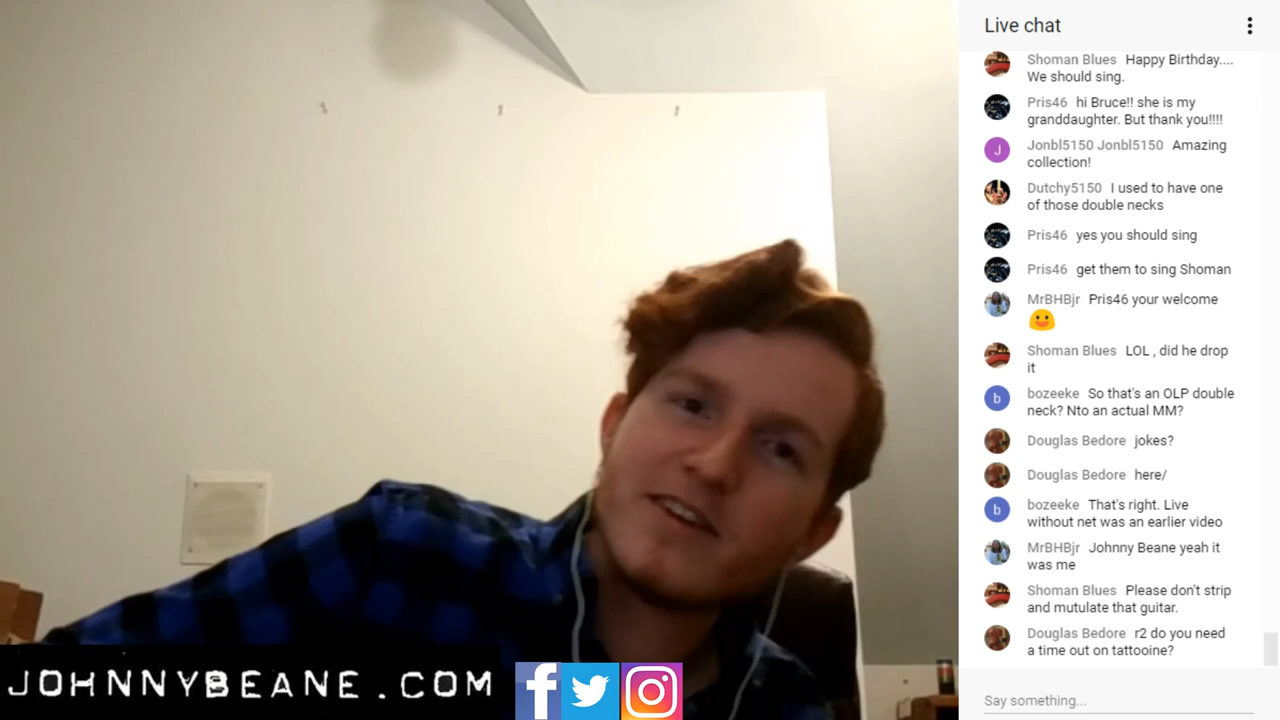 Live chat
Shoman Blues Happy Birthday....
We should sing.
Pris46 hi Bruce!! she is my
granddaughter. But thank you!!!!
J Jonbl5150 Jonbl5150 Amazing
collection!
Dutchy5150 I used to have one
of those double necks
Pris46 yes you should sing
Pris46 get them to sing Shoman
MrBHBjr Pris46 your welcome
Shoman Blues LOL , did he drop
it
b bozeeke So that's an OLP double
neck? Nto an actual MM?
Douglas Bedore jokes?
Douglas Bedore here/
b bozeeke That's right. Live
without net was an earlier video
MrBHBjr Johnny Beane yeah it
was me
Shoman Blues Please don't strip
and mutulate that guitar.
Douglas Bedore r2 do you need
a time out on tattooine?
Say something...
JOHNNYBEANE.COM